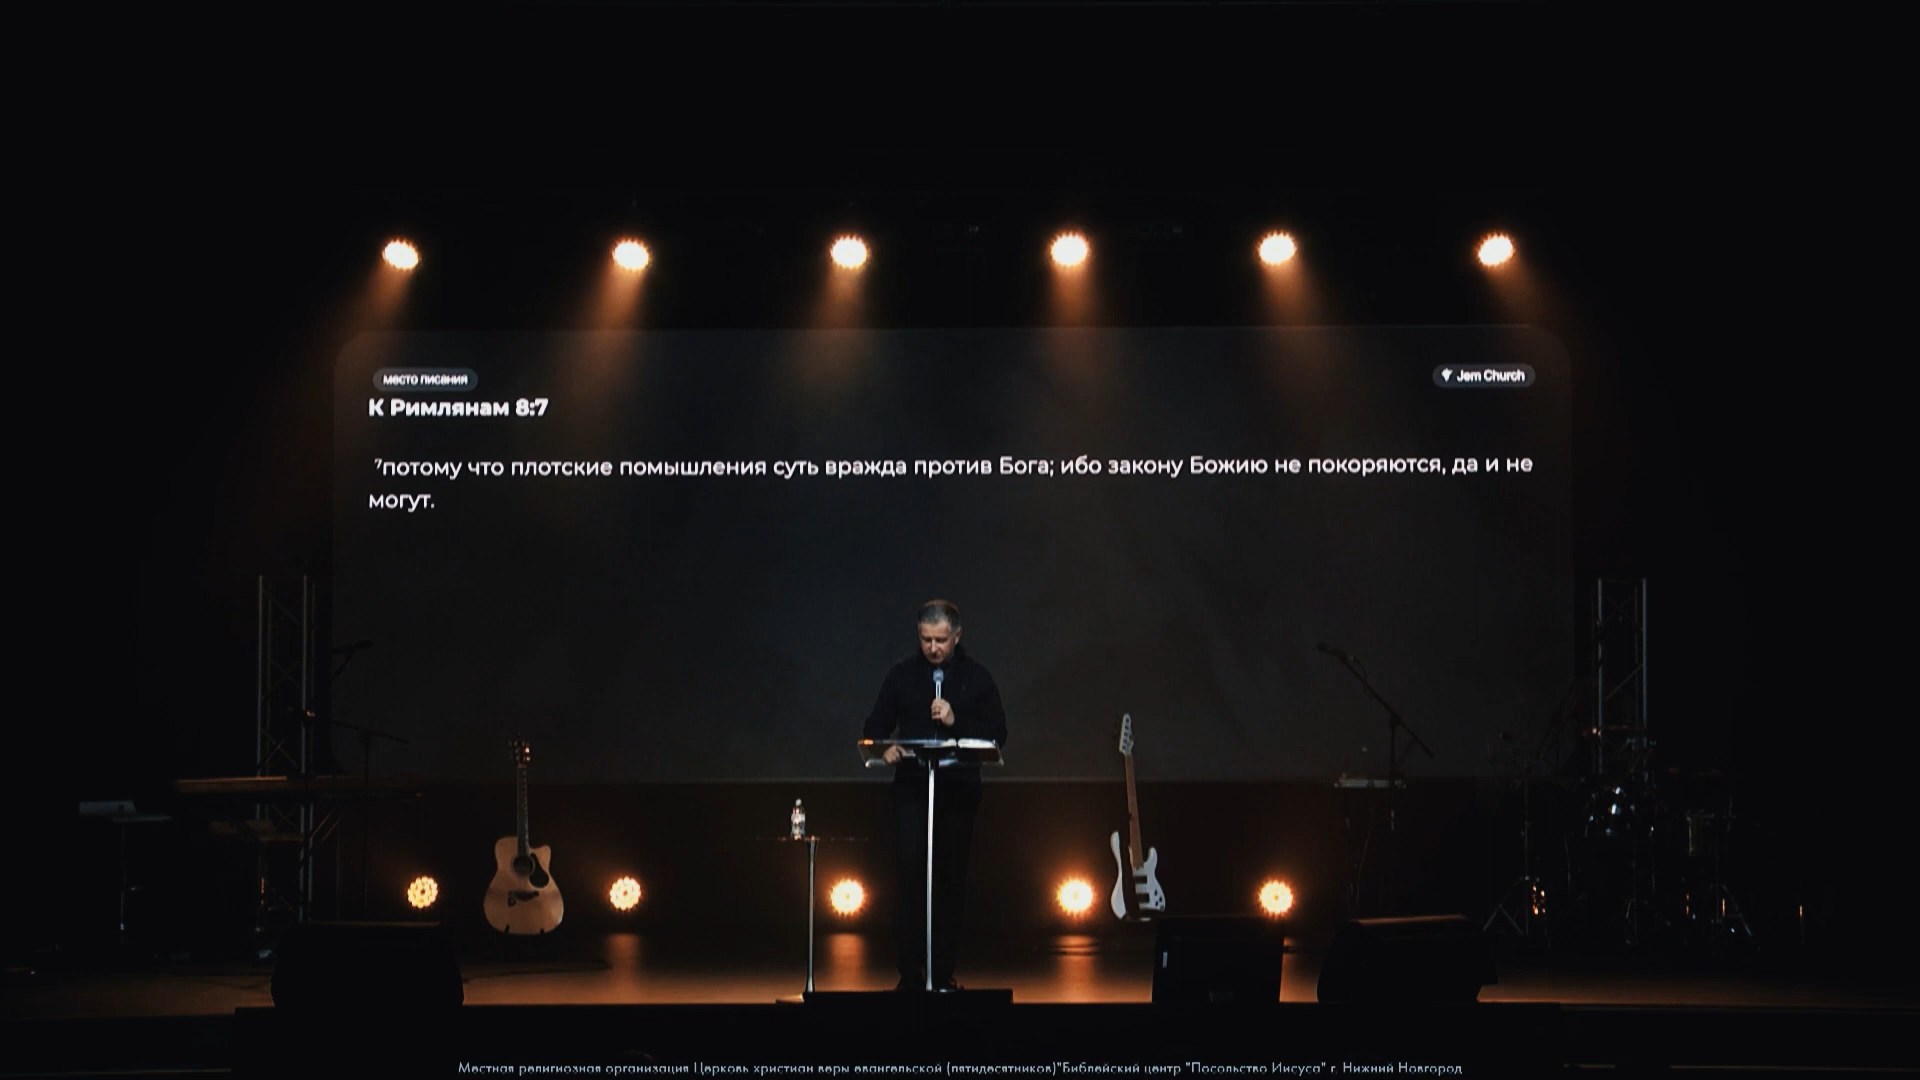 место писания
Jem Church
К Римлянам 8:7
⁷потому что плотские помышления суть вражда против Бога; ибо закону Божию не покоряются, да и не
могут.
Местная религиозная организация Церковь христиан веры евангельской (пятидесятников)"Библейский центр "Посольство Иисуса" г. Нижний Новгород